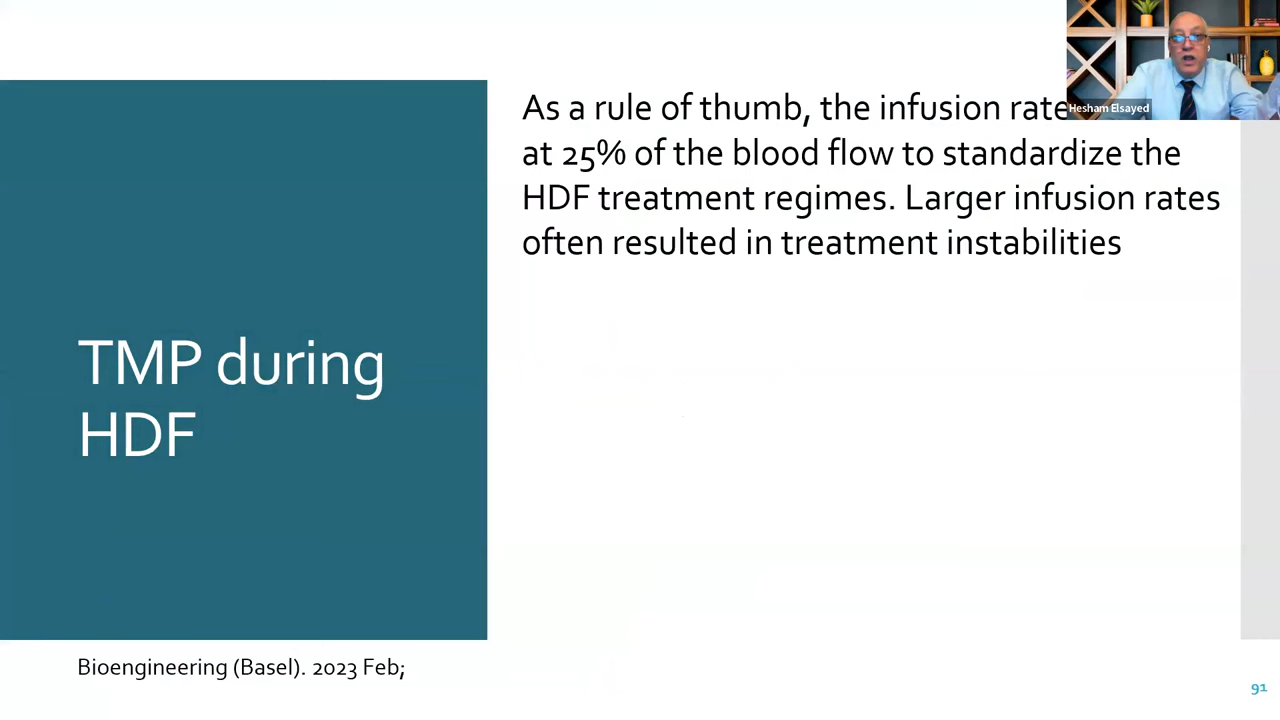 Hesham Elsayed
As a rule of thumb, the infusion rate
at 25% of the blood flow to standardize the
HDF treatment regimes. Larger infusion rates
often resulted in treatment instabilities
TMP during
HDF
Bioengineering (Basel). 2023 Feb;
91